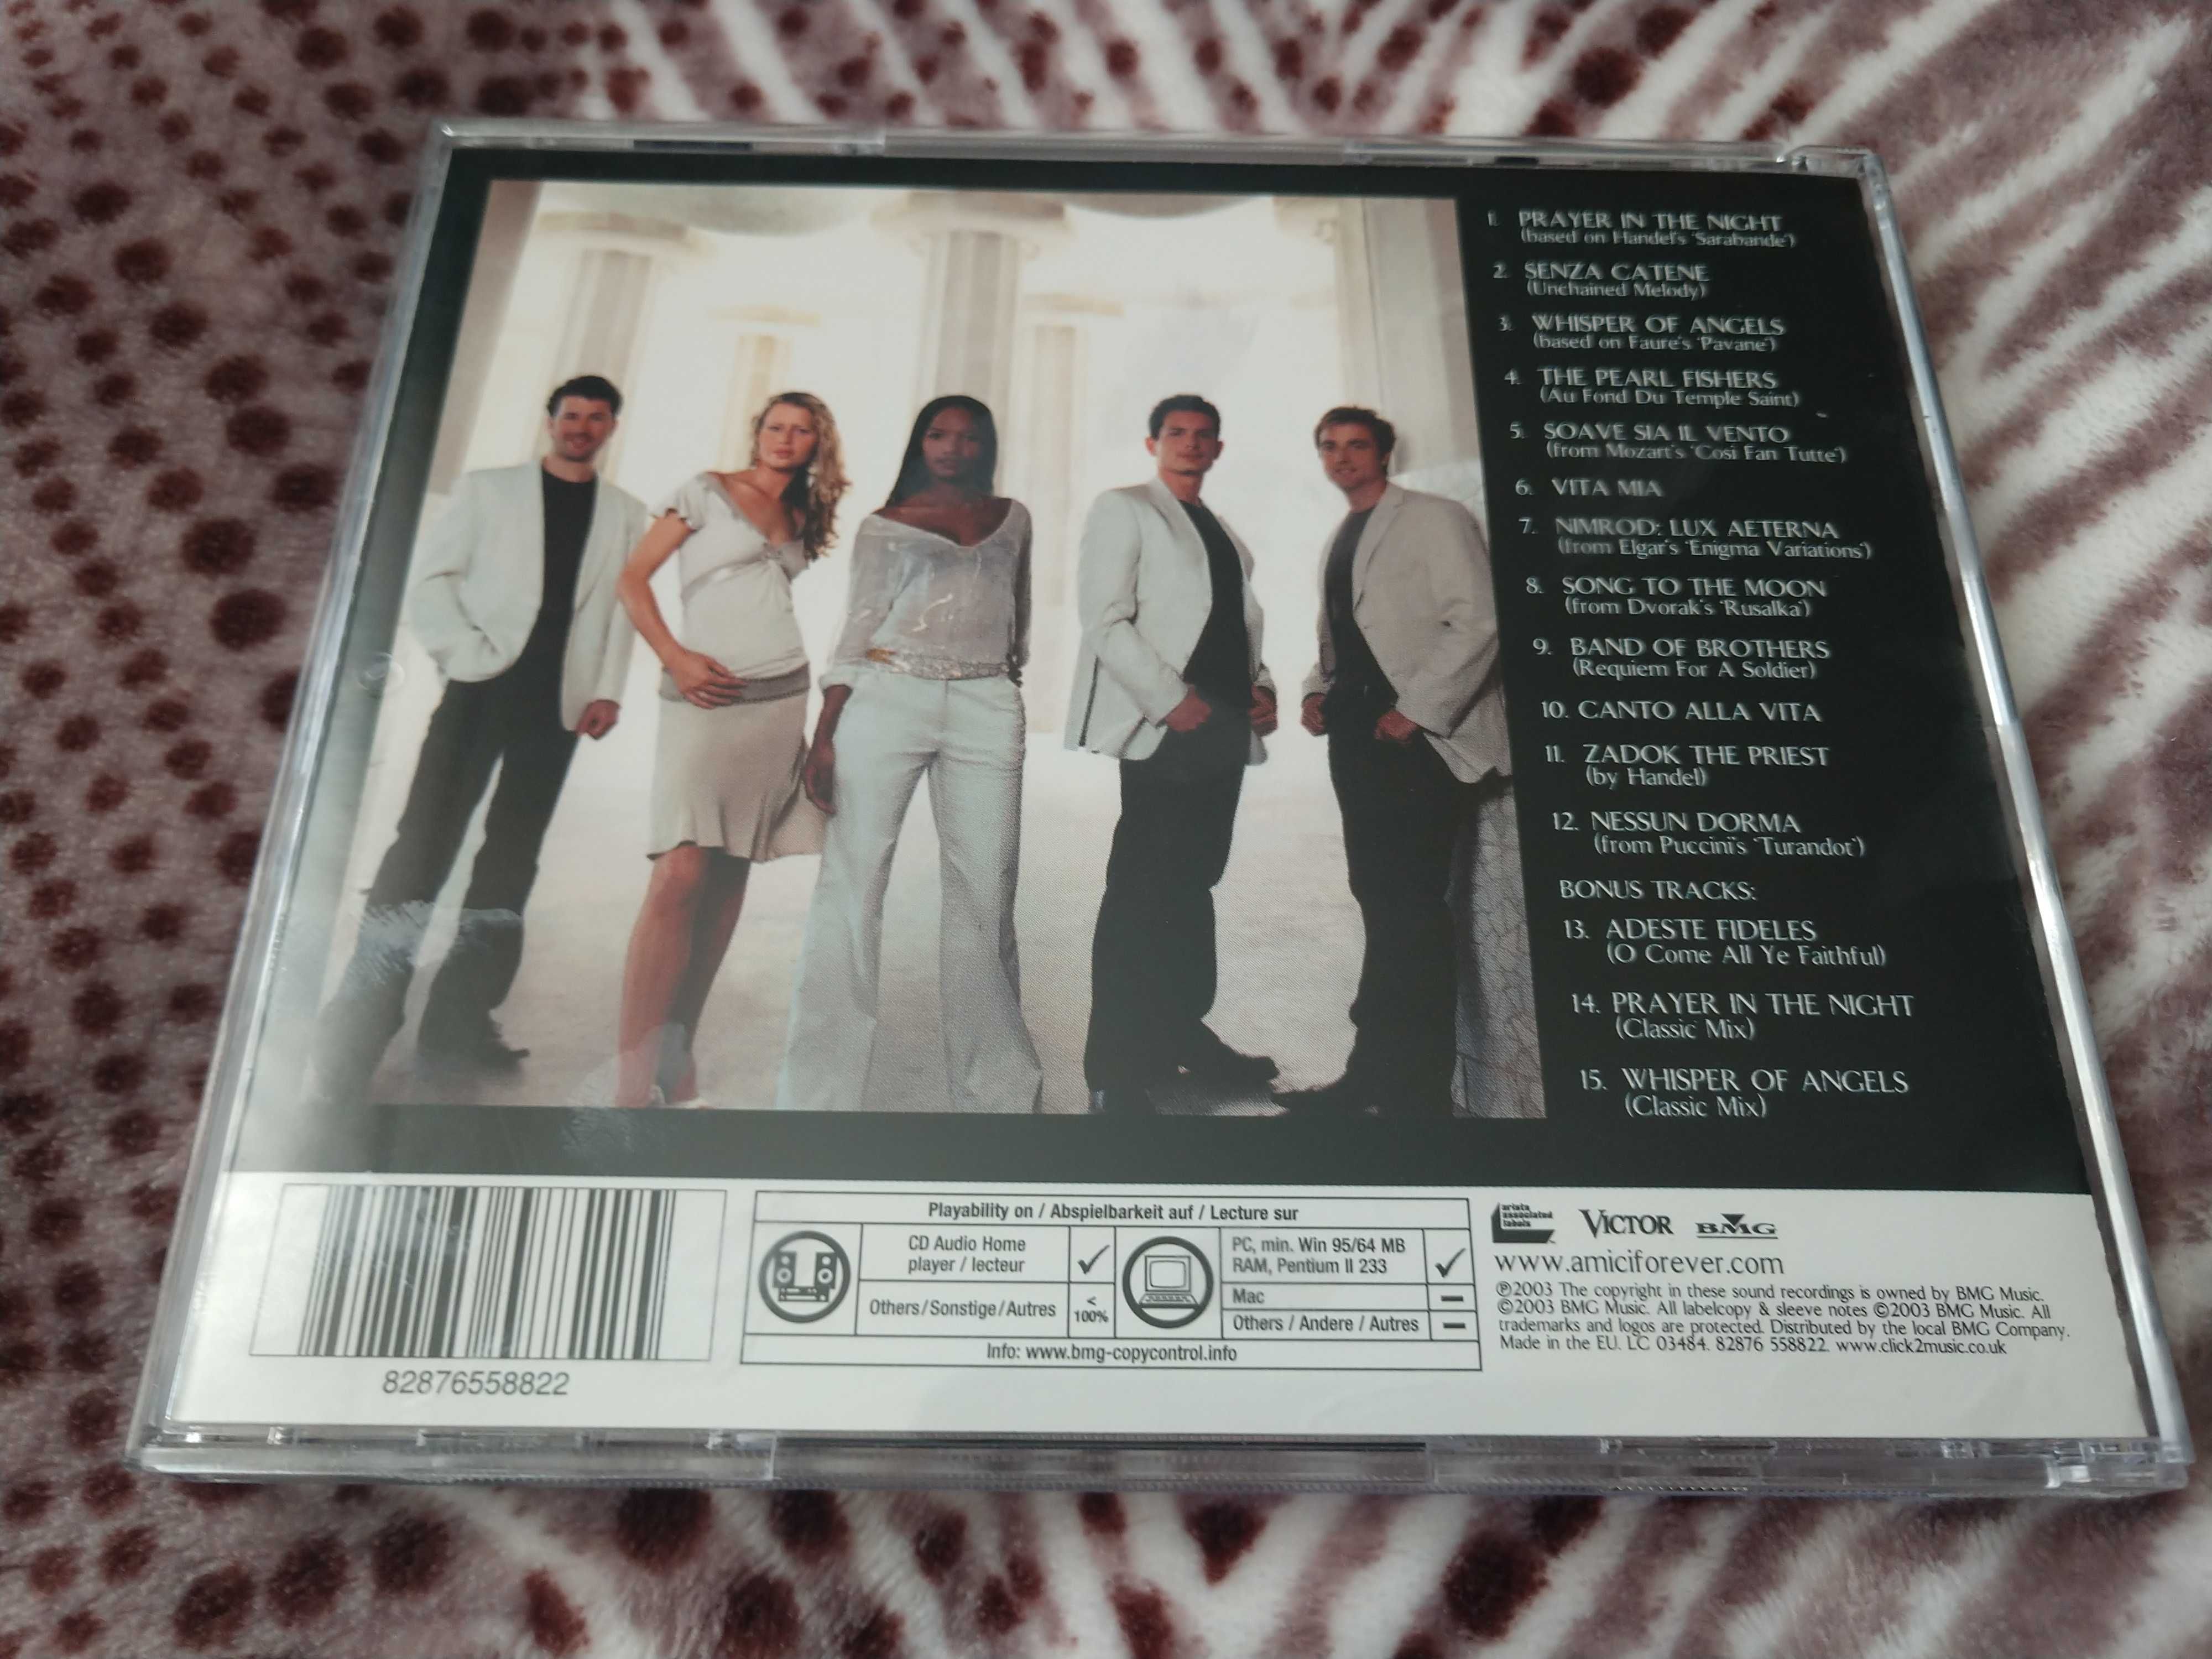 1. PRAYER IN THE NIGHT
(based on Handel's 'Sarabande')
2. SENZA CATENE
(Unchained Melody)
3. WHISPER OF ANGELS
(based on Faure's 'Pavane')
4. THE PEARL FISHERS
(Au Fond Du Temple Saint)
5. SOAVE SIA IL VENTO
(from Mozart's 'Cosi Fan Tutte')
6. VITA MIA
7. NIMROD: LUX AETERNA
(from Elgar's 'Enigma Variations')
8. SONG TO THE MOON
(from Dvorak's 'Rusalka')
9. BAND OF BROTHERS
(Requiem For A Soldier)
10. CANTO ALLA VITA
11. ZADOK THE PRIEST
(by Handel)
12. NESSUN DORMA
(from Puccini's 'Turandot')
BONUS TRACKS:
13. ADESTE FIDELES
(O Come All Ye Faithful)
14. PRAYER IN THE NIGHT
(Classic Mix)
15. WHISPER OF ANGELS
(Classic Mix)
82876558822
Playability on / Abspielbarkeit auf / Lecture sur
CD Audio Home
player / lecteur
Others/Sonstige/Autres
<
100%
PC, min. Win 95/64 MB
RAM, Pentium II 233
Mac
Others / Andere / Autres
Info: www.bmg-copycontrol.info
arista
associated
labels
VICTOR
BMG
www.amiciforever.com
℗2003 The copyright in these sound recordings is owned by BMG Music.
©2003 BMG Music. All labelcopy & sleeve notes ©2003 BMG Music. All
trademarks and logos are protected. Distributed by the local BMG Company.
Made in the EU. LC 03484. 82876 558822. www.click2music.co.uk